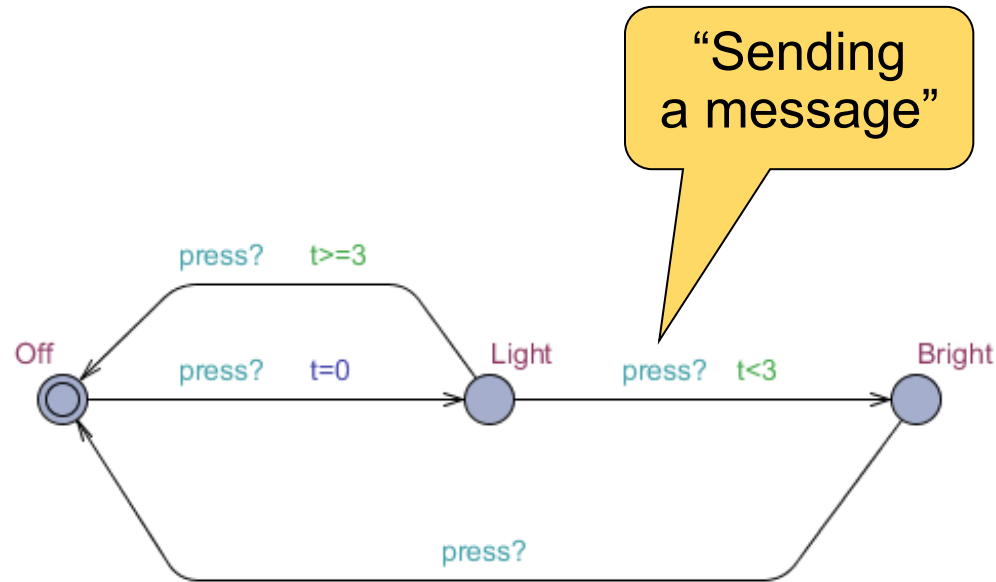 “Sending
a message”
press? t>=3
Off
press? t=0
Light
press? t<3
Bright
press?